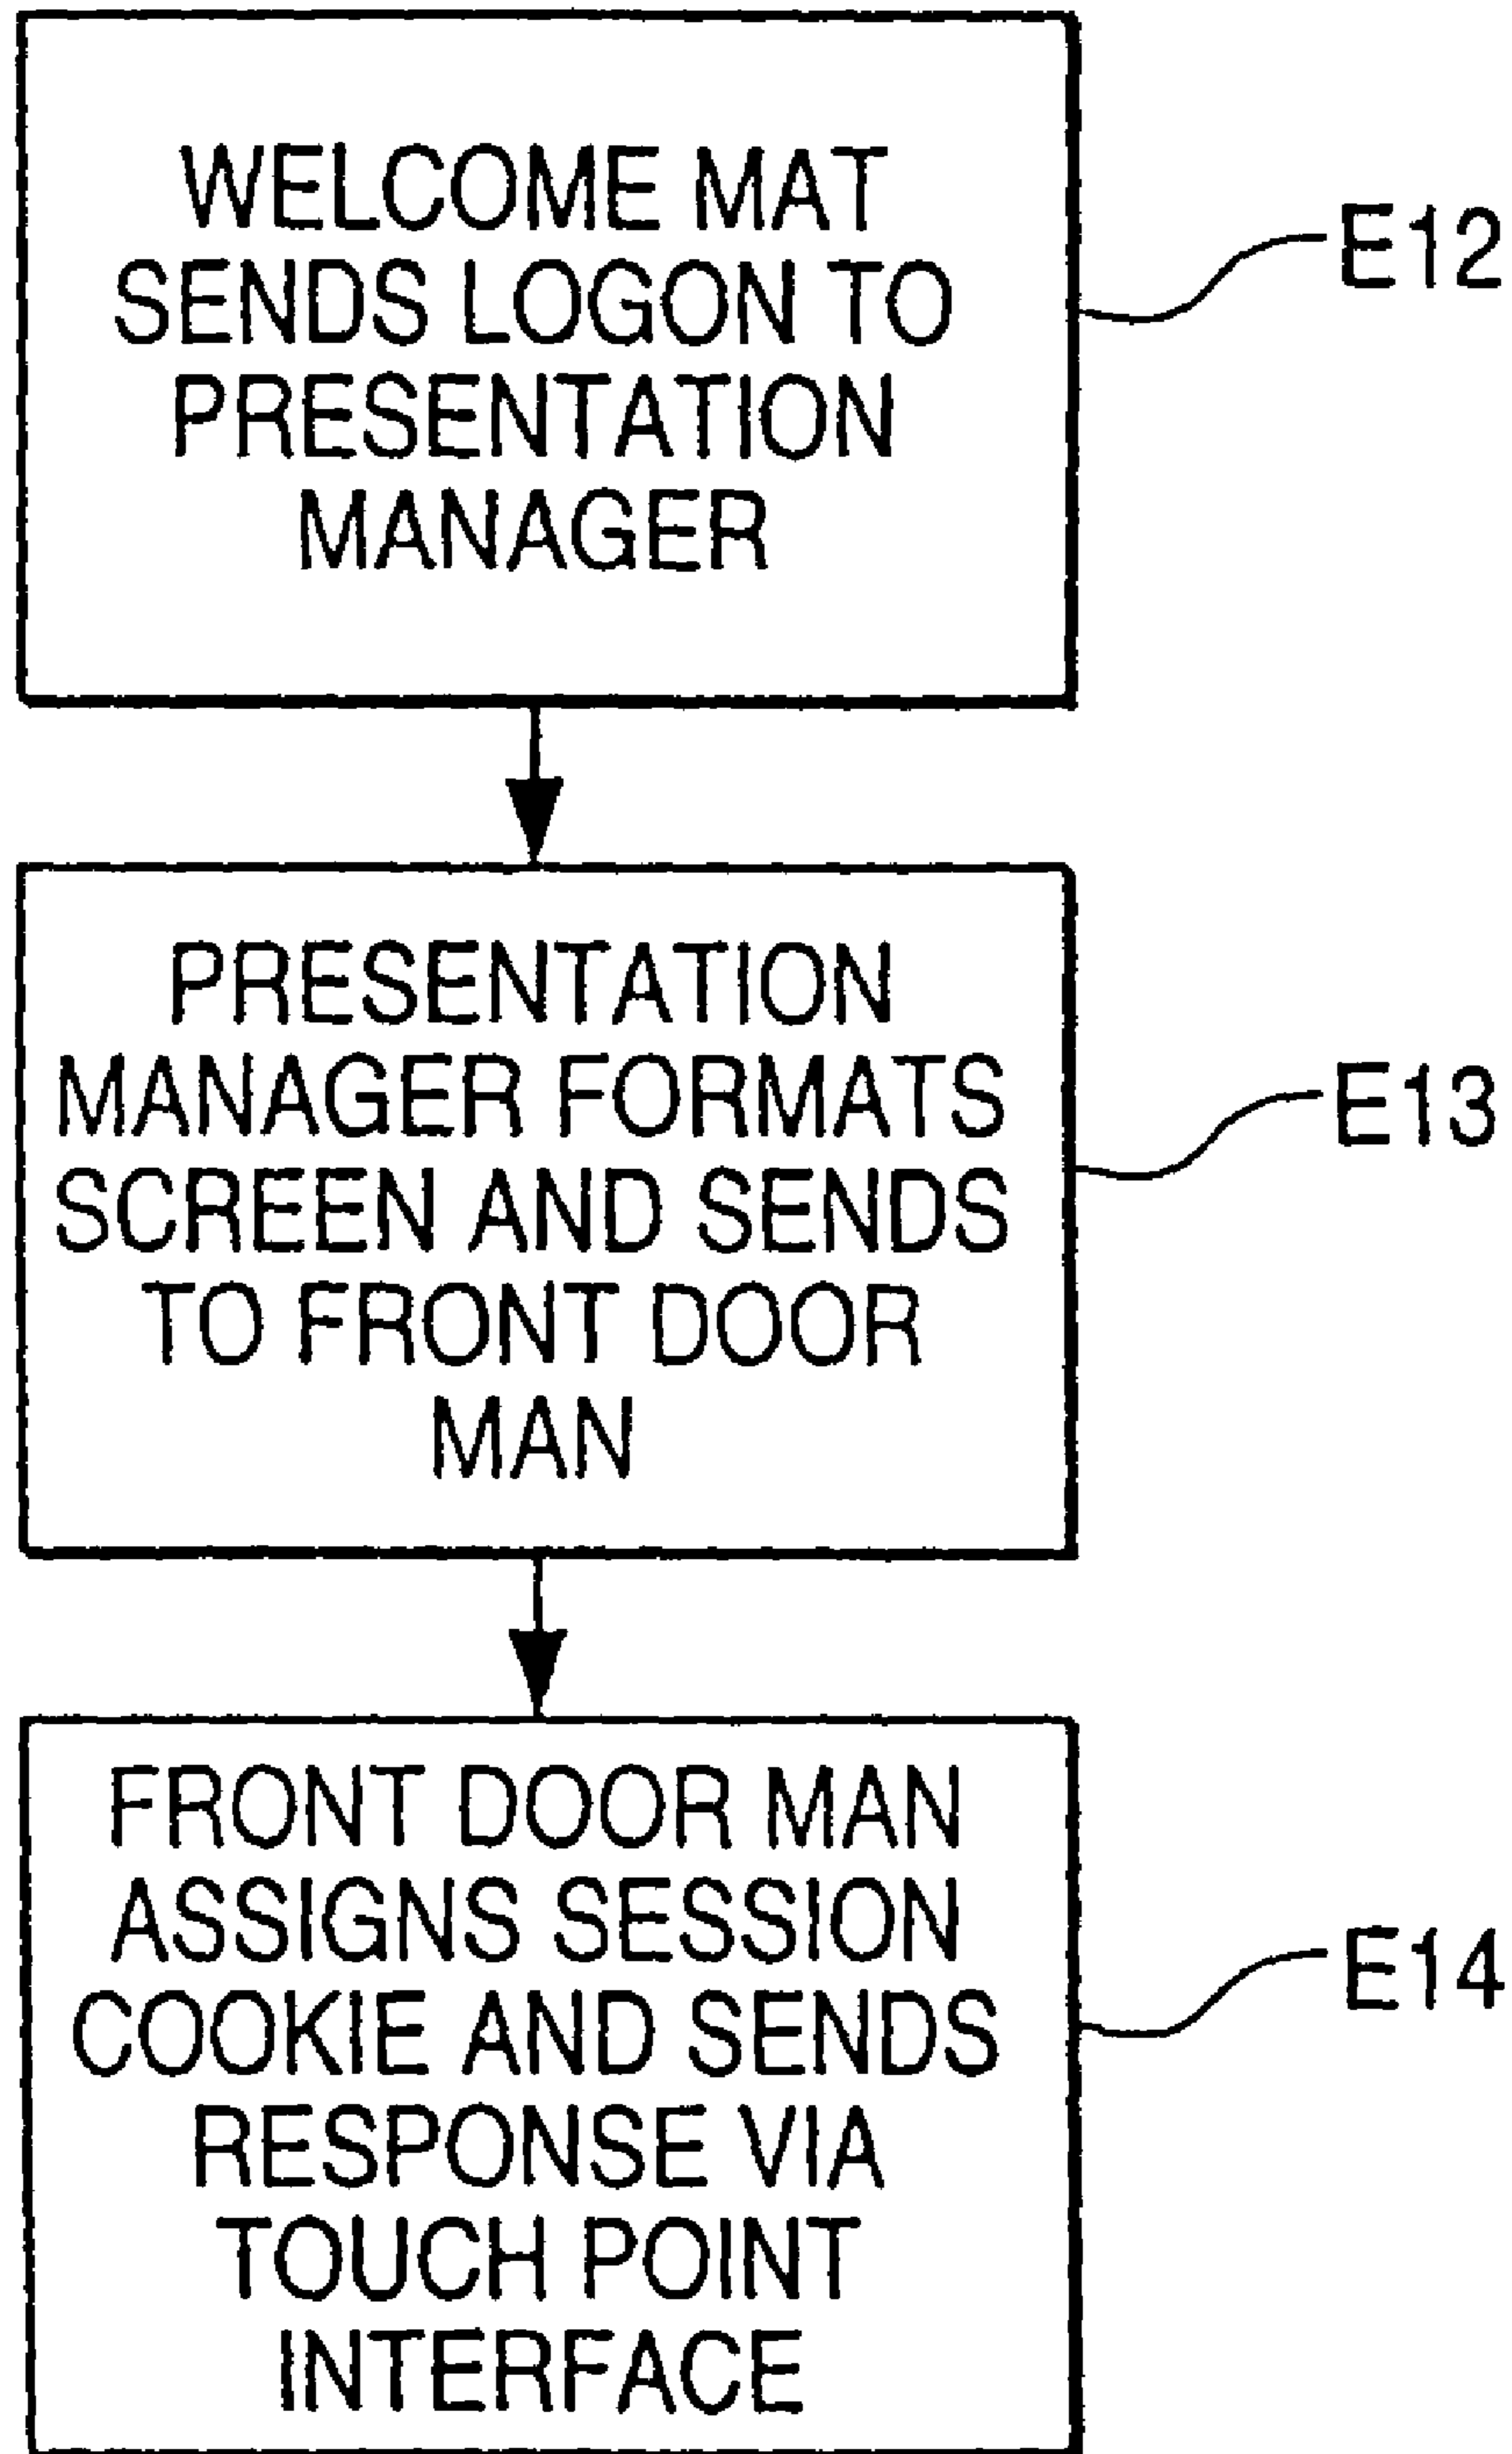 WELCOME MAT
SENDS LOGON TO
PRESENTATION
MANAGER
E12
PRESENTATION
MANAGER FORMATS
SCREEN AND SENDS
TO FRONT DOOR
MAN
E13
FRONT DOOR MAN
ASSIGNS SESSION
COOKIE AND SENDS
RESPONSE VIA
TOUCH POINT
INTERFACE
E14